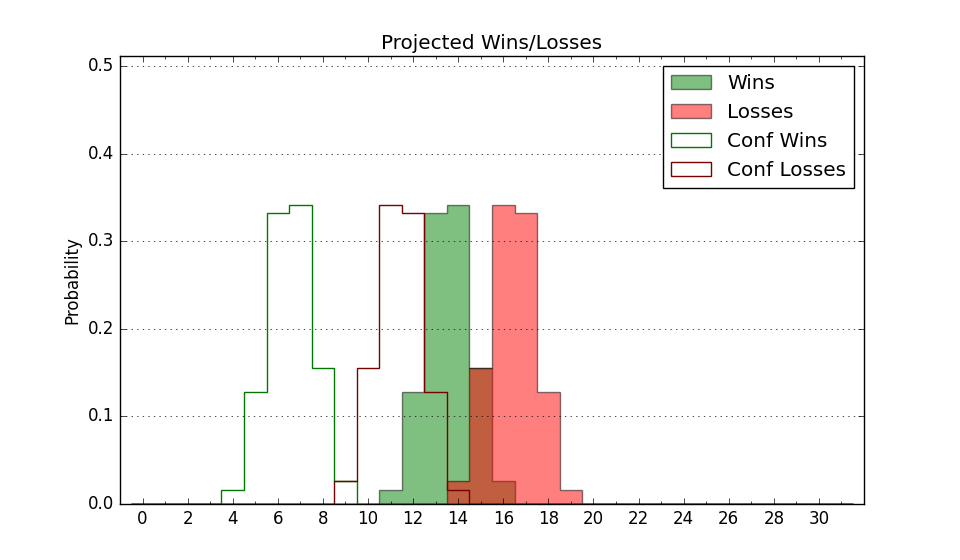 Projected Wins/Losses
Wins
Losses
Conf Wins
Conf Losses
Probability
0.5
0.4
0.3
0.2
0.1
0.0
0 2 4 6 8 10 12 14 16 18 20 22 24 26 28 30